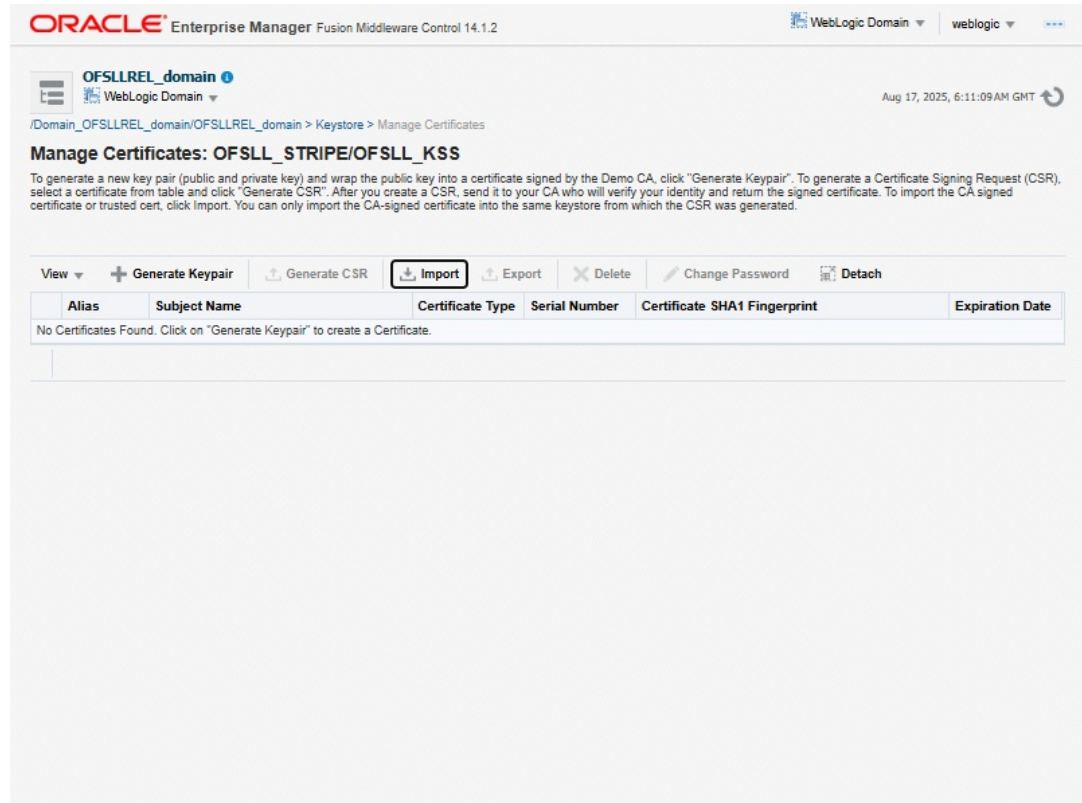 ORACLE Enterprise Manager Fusion Middleware Control 14.1.2 WebLogic Domain weblogic
OFSLLREL_domain
WebLogic Domain
Aug 17, 2025, 6:11:09 AM GMT
/Domain_OFSLLREL_domain/OFSLLREL_domain > Keystore > Manage Certificates
Manage Certificates: OFSLL_STRIPE/OFSLL_KSS
To generate a new key pair (public and private key) and wrap the public key into a certificate signed by the Demo CA, click "Generate Keypair". To generate a Certificate Signing Request (CSR),
select a certificate from table and click "Generate CSR". After you create a CSR, send it to your CA who will verify your identity and return the signed certificate. To import the CA signed
certificate or trusted cert, click Import. You can only import the CA-signed certificate into the same keystore from which the CSR was generated.
View Generate Keypair Generate CSR Import Export Delete Change Password Detach
Alias Subject Name Certificate Type Serial Number Certificate SHA1 Fingerprint Expiration Date
No Certificates Found. Click on "Generate Keypair" to create a Certificate.